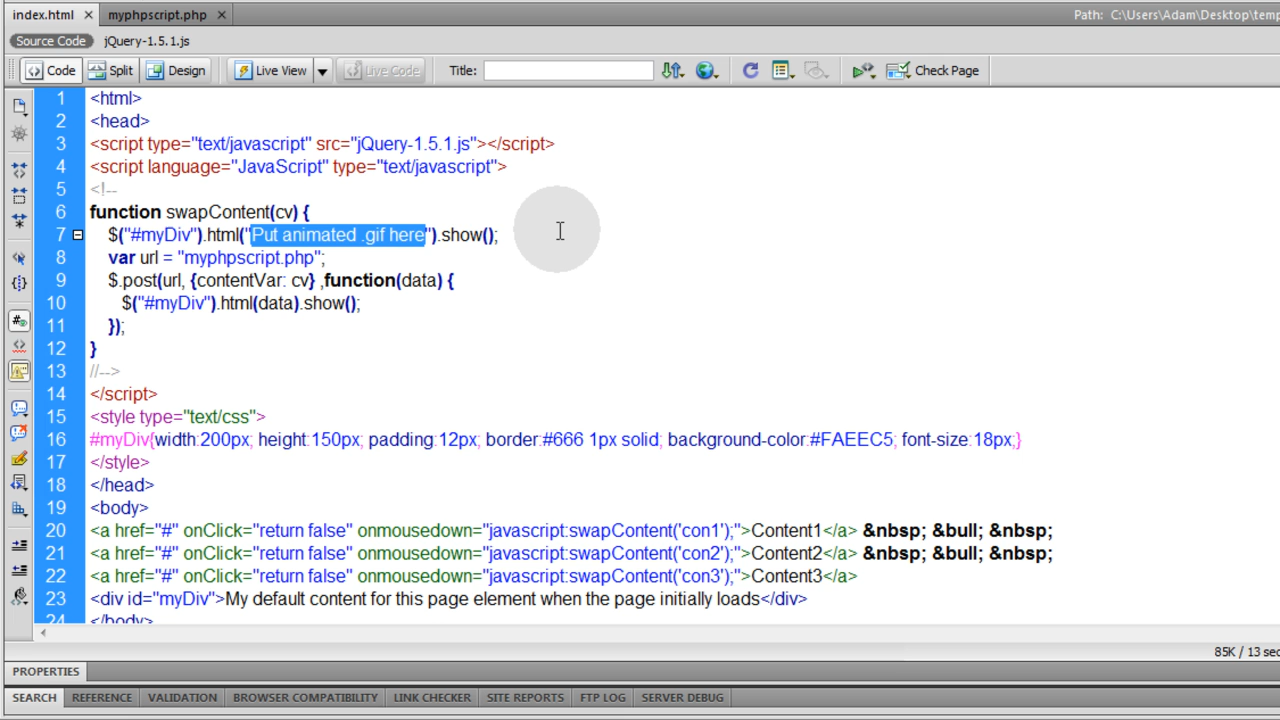 index.html × myphpscript.php × Path: C:\Users\Adam\Desktop\temp
Source Code jQuery-1.5.1.js
Code Split Design Live View Live Code Title: Check Page
1 <html>
2 <head>
3 <script type="text/javascript" src="jQuery-1.5.1.js"></script>
4 <script language="JavaScript" type="text/javascript">
5 <!--
6 function swapContent(cv) {
7 $("#myDiv").html("Put animated .gif here").show();
8 var url = "myphpscript.php";
9 $.post(url, {contentVar: cv} ,function(data) {
10 $("#myDiv").html(data).show();
11 });
12 }
13 //-->
14 </script>
15 <style type="text/css">
16 #myDiv{width:200px; height:150px; padding:12px; border:#666 1px solid; background-color:#FAEEC5; font-size:18px;}
17 </style>
18 </head>
19 <body>
20 <a href="#" onClick="return false" onmousedown="javascript:swapContent('con1');">Content1</a> &nbsp; &bull; &nbsp;
21 <a href="#" onClick="return false" onmousedown="javascript:swapContent('con2');">Content2</a> &nbsp; &bull; &nbsp;
22 <a href="#" onClick="return false" onmousedown="javascript:swapContent('con3');">Content3</a>
23 <div id="myDiv">My default content for this page element when the page initially loads</div>
24 </body>
85K / 13 sec
PROPERTIES
SEARCH REFERENCE VALIDATION BROWSER COMPATIBILITY LINK CHECKER SITE REPORTS FTP LOG SERVER DEBUG